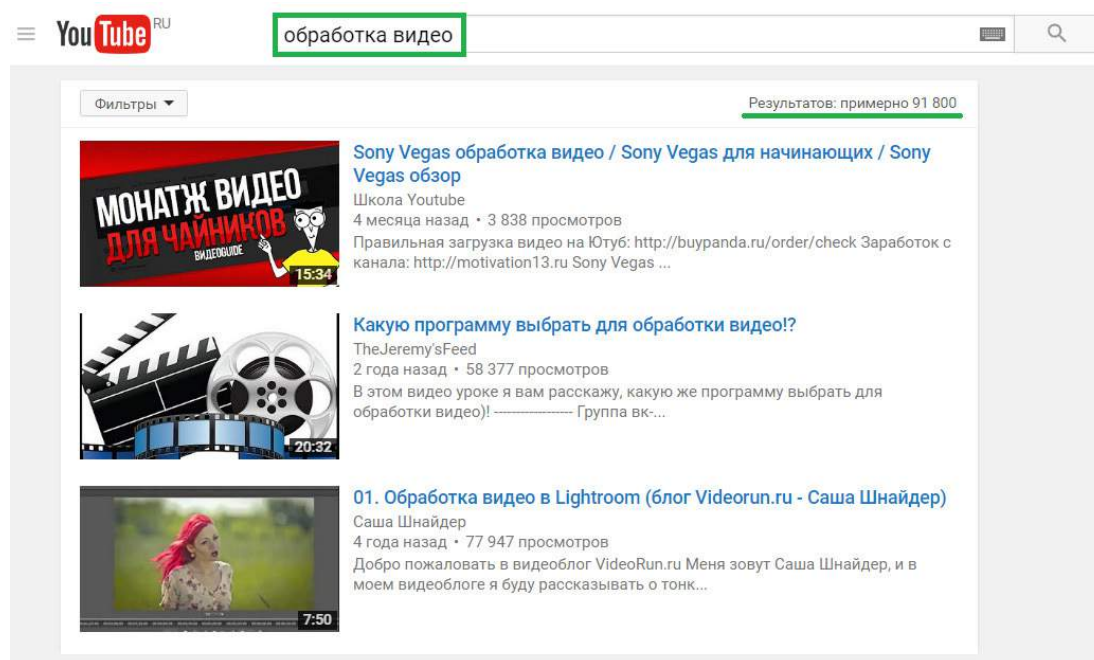 YouTube RU
обработка видео
Фильтры
Результатов: примерно 91 800
МОНАТЖ ВИДЕО
ДЛЯ ЧАЙНИКОВ
ВИДЕОGUIDE
15:34
Sony Vegas обработка видео / Sony Vegas для начинающих / Sony
Vegas обзор
Школа Youtube
4 месяца назад • 3 838 просмотров
Правильная загрузка видео на Ютуб: http://buypanda.ru/order/check Заработок с
канала: http://motivation13.ru Sony Vegas ...
20:32
Какую программу выбрать для обработки видео!?
TheJeremy'sFeed
2 года назад • 58 377 просмотров
В этом видео уроке я вам расскажу, какую же программу выбрать для
обработки видео)! ------------------ Группа вк-...
7:50
01. Обработка видео в Lightroom (блог Videorun.ru - Саша Шнайдер)
Саша Шнайдер
4 года назад • 77 947 просмотров
Добро пожаловать в видеоблог VideoRun.ru Меня зовут Саша Шнайдер, и в
моем видеоблоге я буду рассказывать о тонк...